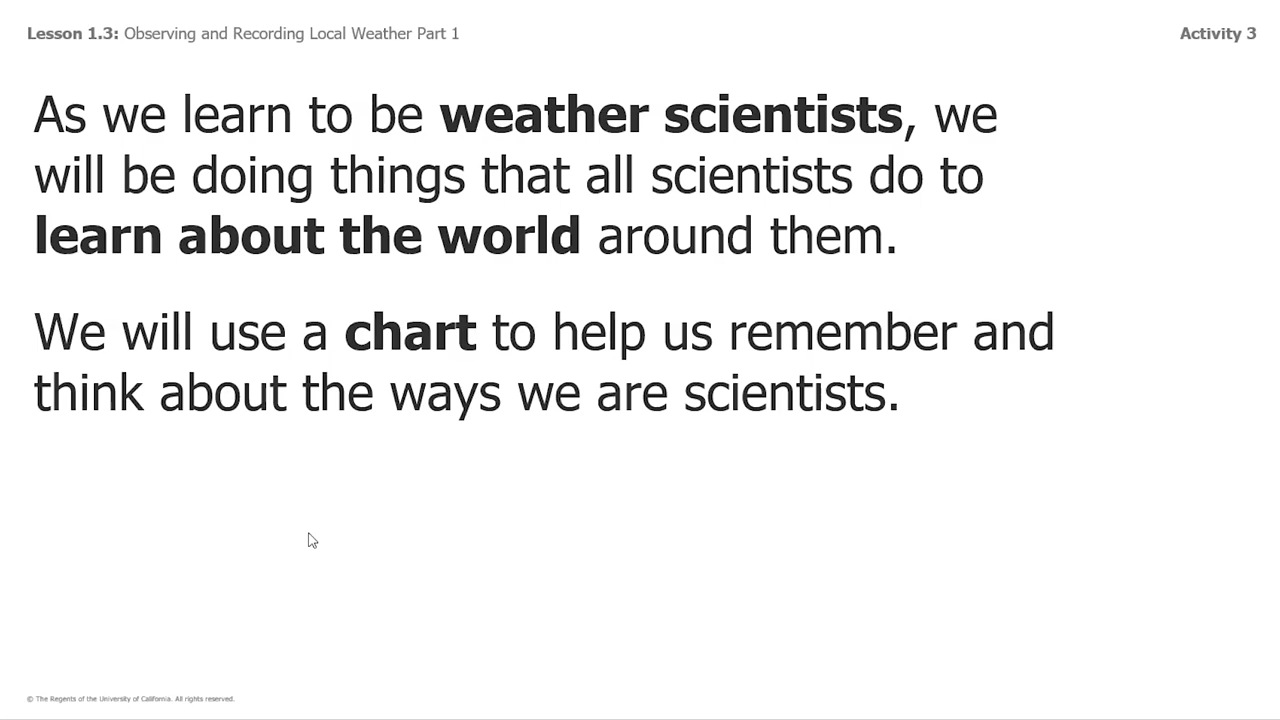 Lesson 1.3: Observing and Recording Local Weather Part 1
Activity 3
As we learn to be weather scientists, we
will be doing things that all scientists do to
learn about the world around them.
We will use a chart to help us remember and
think about the ways we are scientists.
© The Regents of the University of California. All rights reserved.